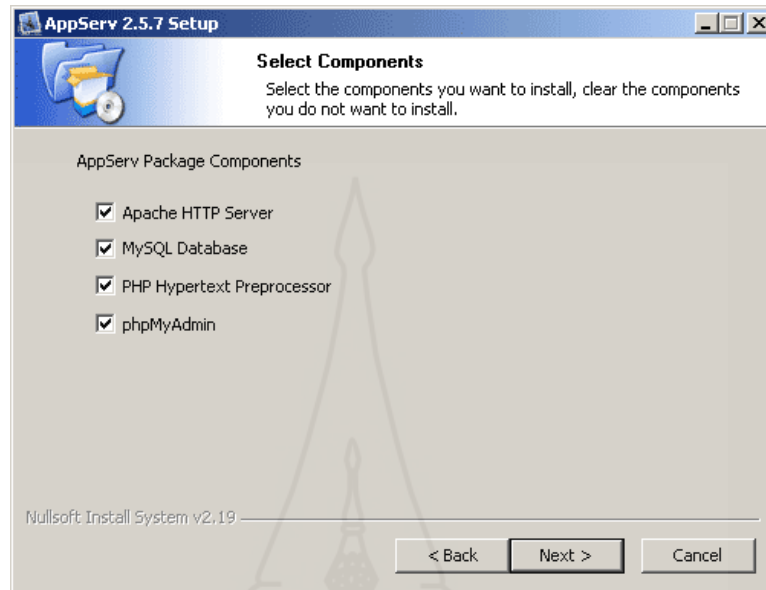 AppServ 2.5.7 Setup
Select Components
Select the components you want to install, clear the components
you do not want to install.
AppServ Package Components
Apache HTTP Server
MySQL Database
PHP Hypertext Preprocessor
phpMyAdmin
Nullsoft Install System v2.19
< Back Next > Cancel